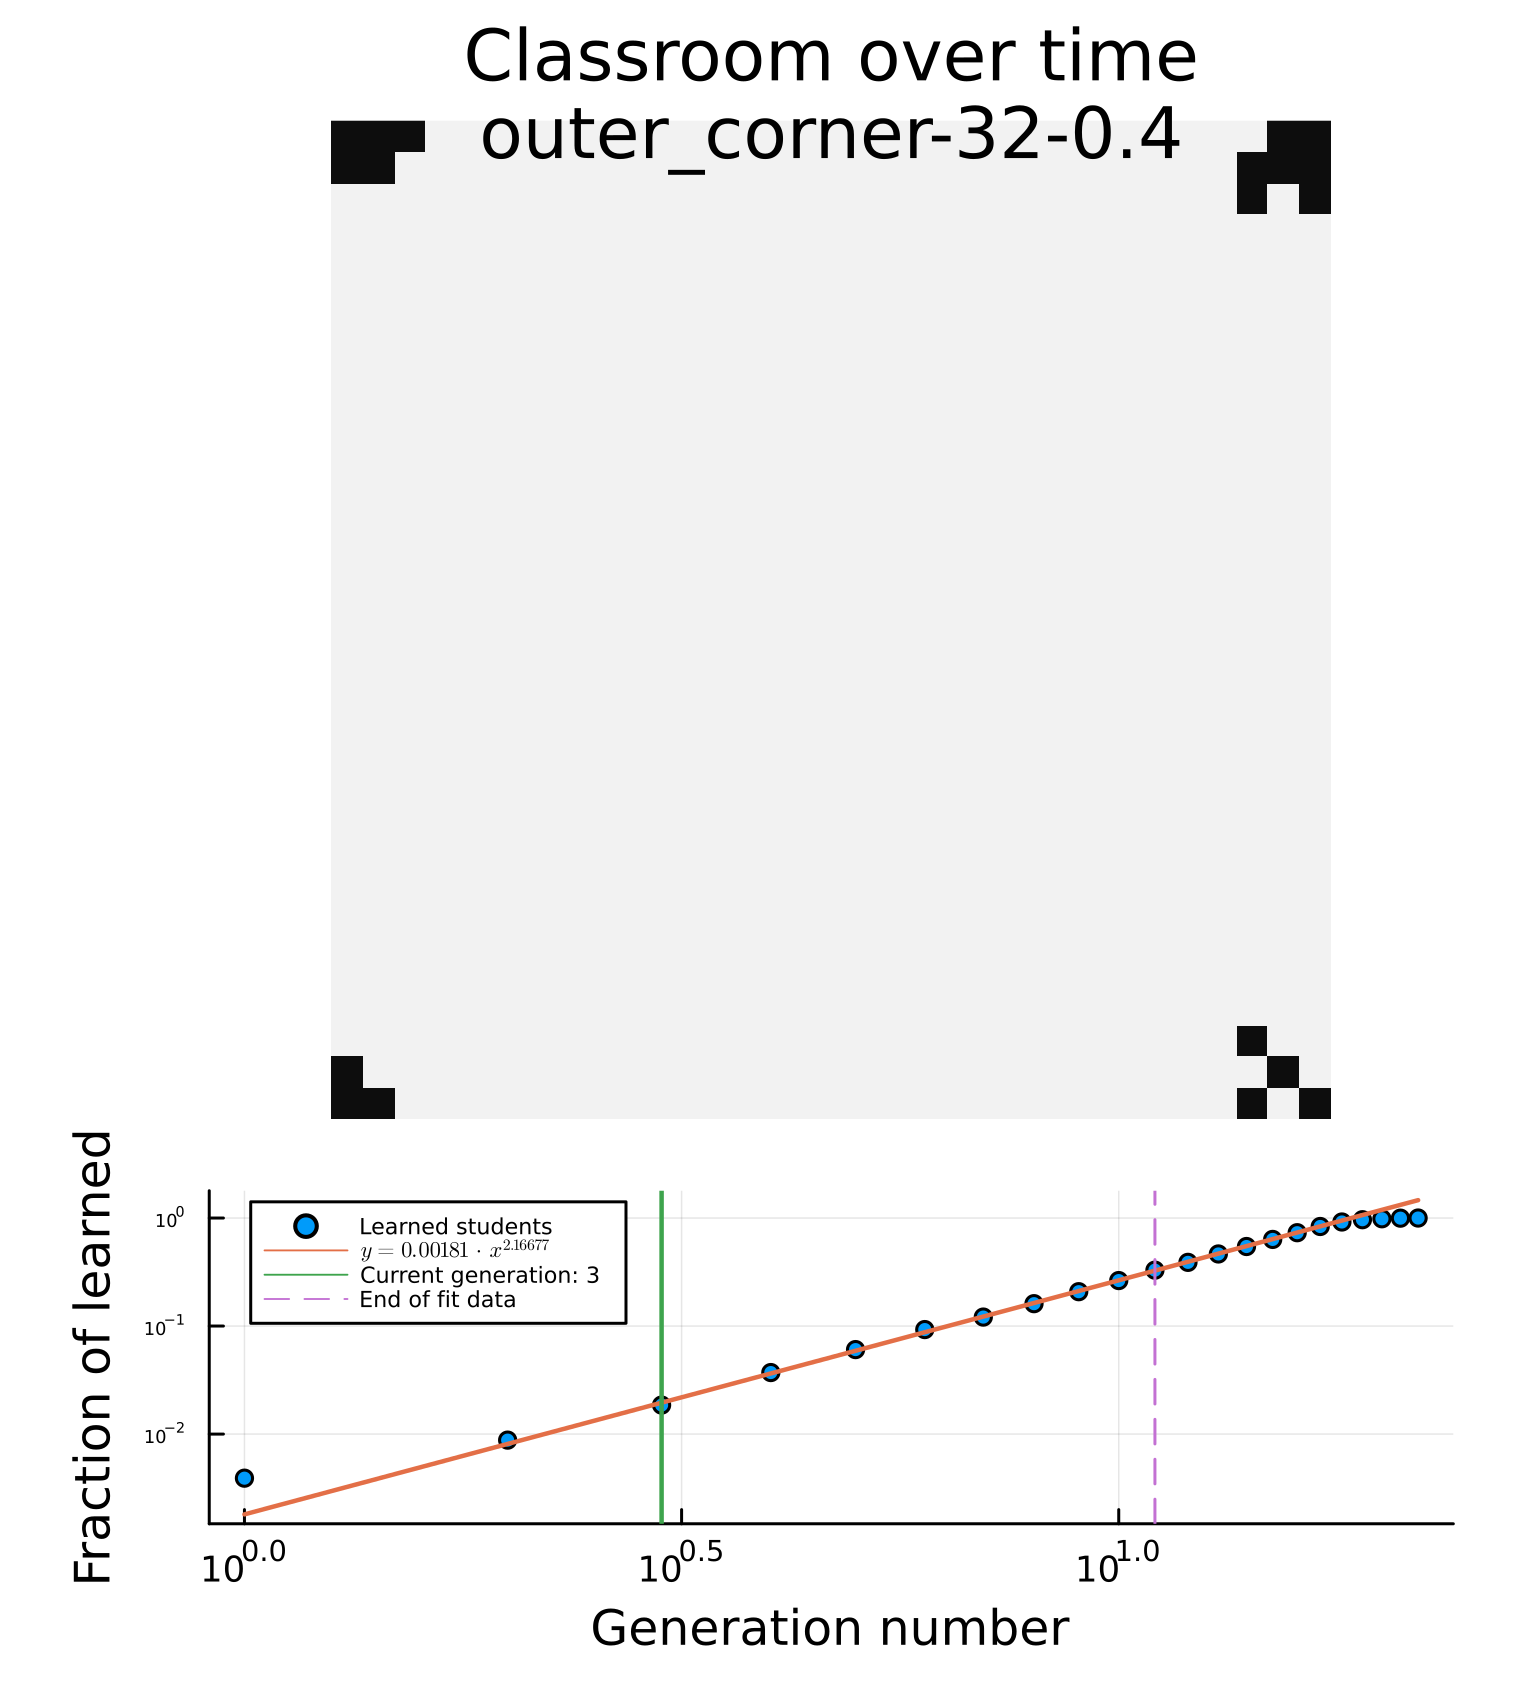 Classroom over time
outer_corner-32-0.4
Fraction of learned
10^0
10^−1
10^−2
Learned students
y = 0.00181 · x^2.16677
Current generation: 3
End of fit data
10^0.0 10^0.5 10^1.0
Generation number